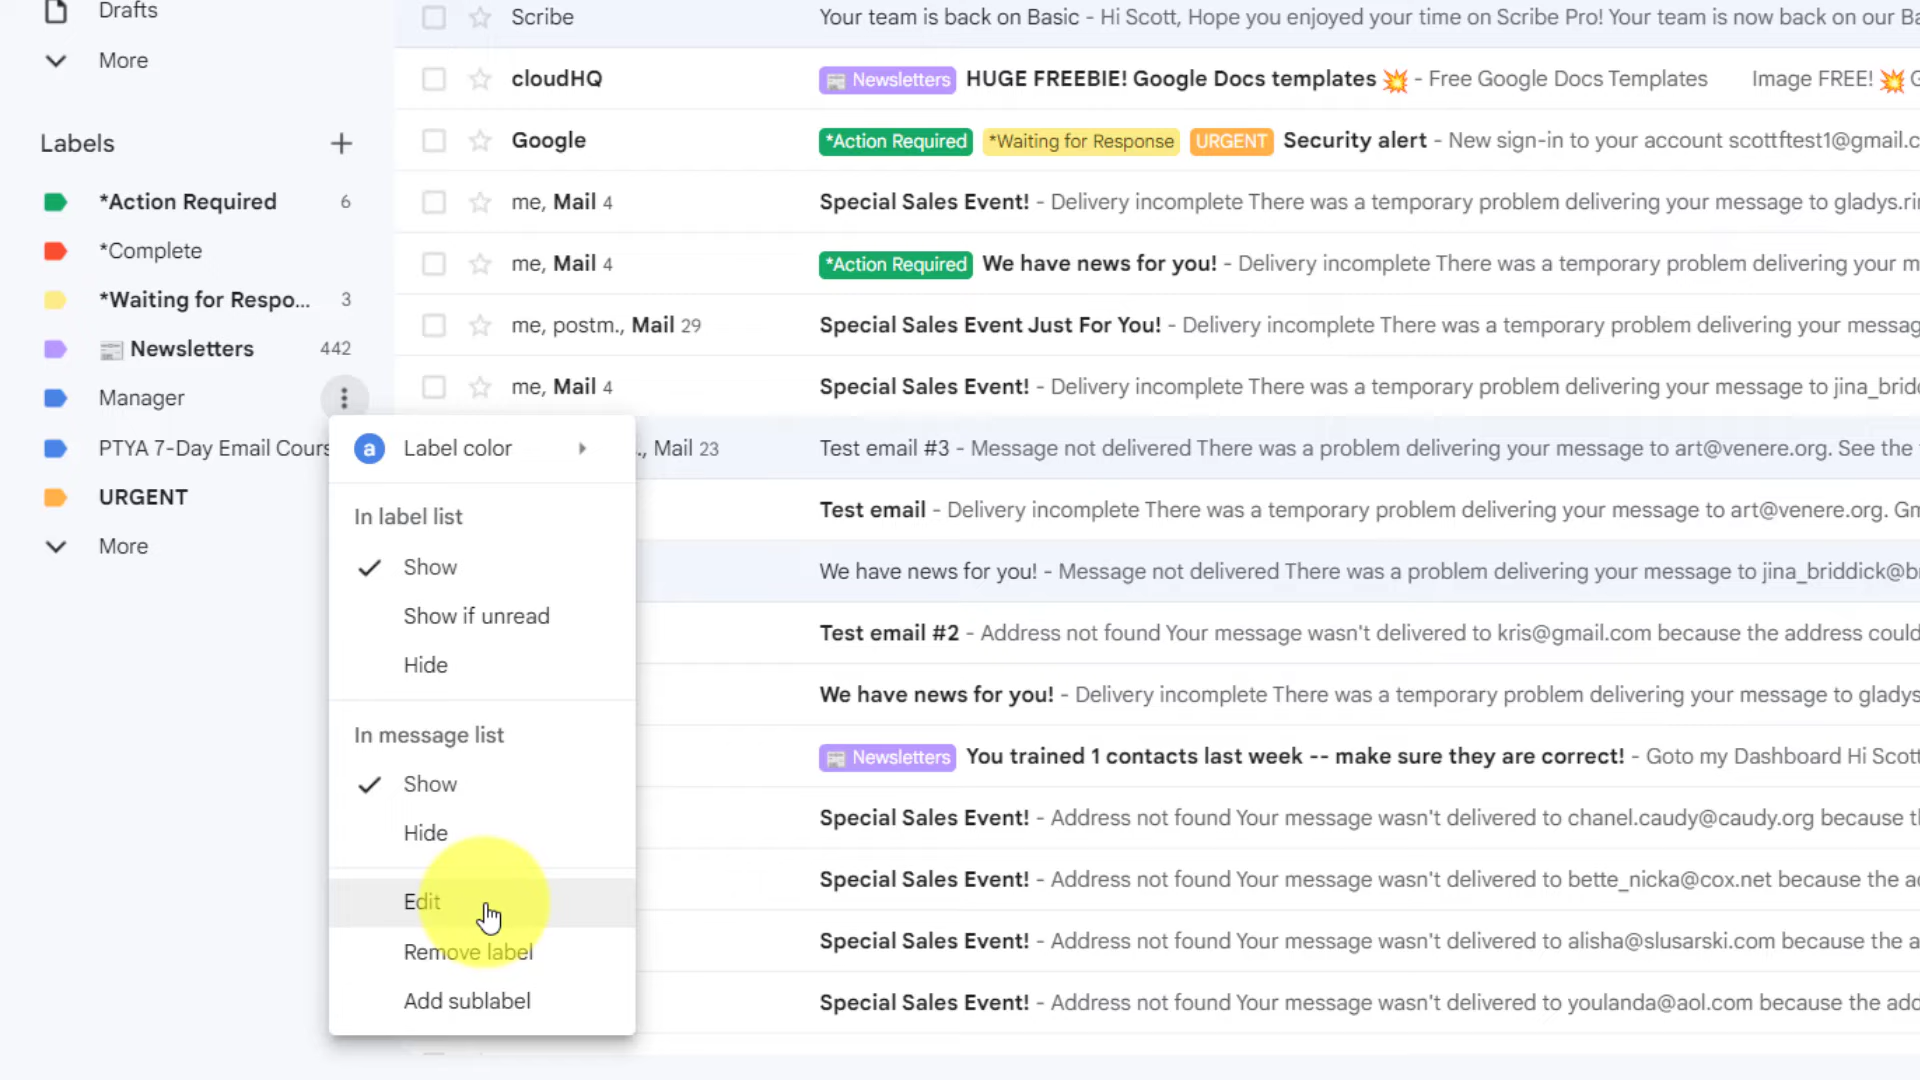 Drafts
More
Labels
*Action Required 6
*Complete
*Waiting for Respo... 3
Newsletters 442
Manager
PTYA 7-Day Email Cours
URGENT
More
a Label color
In label list
Show
Show if unread
Hide
In message list
Show
Hide
Edit
Remove label
Add sublabel
Scribe Your team is back on Basic - Hi Scott, Hope you enjoyed your time on Scribe Pro! Your team is now back on our Ba
cloudHQ Newsletters HUGE FREEBIE! Google Docs templates 💥 - Free Google Docs Templates Image FREE! 💥 G
Google *Action Required *Waiting for Response URGENT Security alert - New sign-in to your account scottftest1@gmail.c
me, Mail 4 Special Sales Event! - Delivery incomplete There was a temporary problem delivering your message to gladys.rin
me, Mail 4 *Action Required We have news for you! - Delivery incomplete There was a temporary problem delivering your m
me, postm., Mail 29 Special Sales Event Just For You! - Delivery incomplete There was a temporary problem delivering your messag
me, Mail 4 Special Sales Event! - Delivery incomplete There was a temporary problem delivering your message to jina_bridd
., Mail 23 Test email #3 - Message not delivered There was a problem delivering your message to art@venere.org. See the
Test email - Delivery incomplete There was a temporary problem delivering your message to art@venere.org. Gm
We have news for you! - Message not delivered There was a problem delivering your message to jina_briddick@br
Test email #2 - Address not found Your message wasn't delivered to kris@gmail.com because the address could
We have news for you! - Delivery incomplete There was a temporary problem delivering your message to gladys
Newsletters You trained 1 contacts last week -- make sure they are correct! - Goto my Dashboard Hi Scott
Special Sales Event! - Address not found Your message wasn't delivered to chanel.caudy@caudy.org because t
Special Sales Event! - Address not found Your message wasn't delivered to bette_nicka@cox.net because the ad
Special Sales Event! - Address not found Your message wasn't delivered to alisha@slusarski.com because the a
Special Sales Event! - Address not found Your message wasn't delivered to youlanda@aol.com because the add